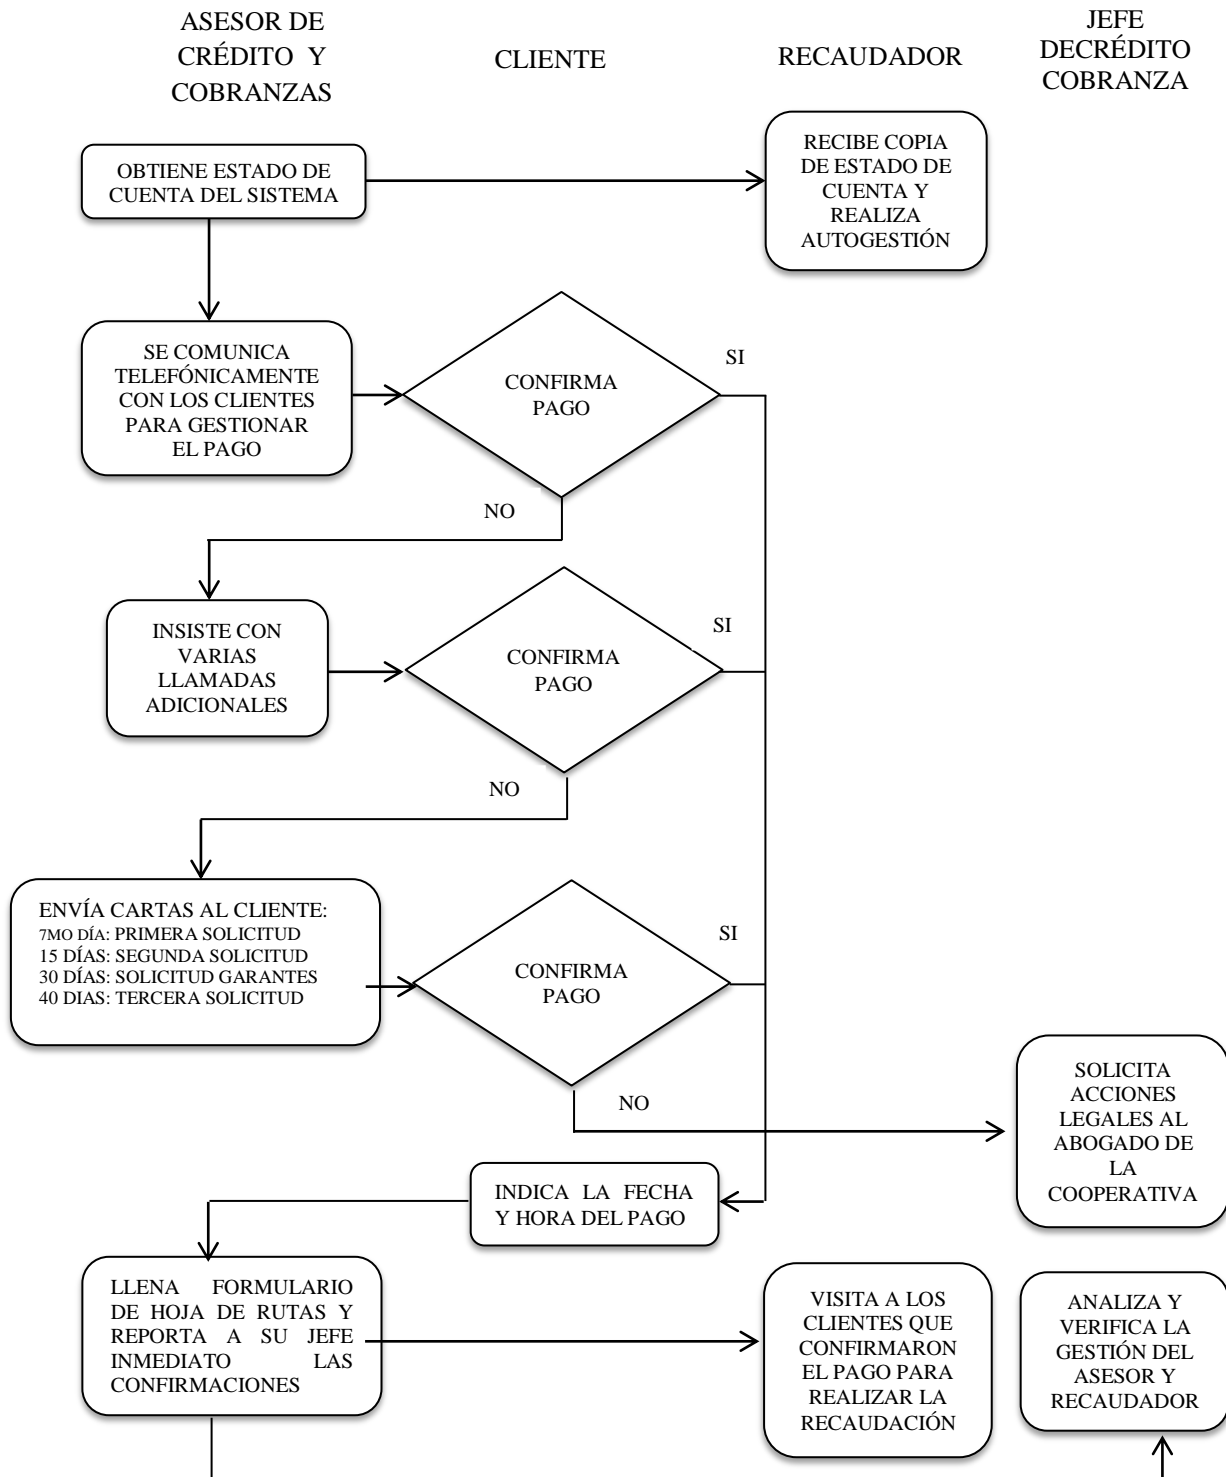 ASESOR DE
CRÉDITO Y
COBRANZAS
CLIENTE
RECAUDADOR
JEFE
DECRÉDITO
COBRANZA
OBTIENE ESTADO DE
CUENTA DEL SISTEMA
RECIBE COPIA
DE ESTADO DE
CUENTA Y
REALIZA
AUTOGESTIÓN
SE COMUNICA
TELEFÓNICAMENTE
CON LOS CLIENTES
PARA GESTIONAR
EL PAGO
CONFIRMA
PAGO
SI
NO
INSISTE CON
VARIAS
LLAMADAS
ADICIONALES
CONFIRMA
PAGO
SI
NO
ENVÍA CARTAS AL CLIENTE:
7MO DÍA: PRIMERA SOLICITUD
15 DÍAS: SEGUNDA SOLICITUD
30 DÍAS: SOLICITUD GARANTES
40 DIAS: TERCERA SOLICITUD
CONFIRMA
PAGO
SI
NO
SOLICITA
ACCIONES
LEGALES AL
ABOGADO DE
LA
COOPERATIVA
INDICA LA FECHA
Y HORA DEL PAGO
LLENA FORMULARIO
DE HOJA DE RUTAS Y
REPORTA A SU JEFE
INMEDIATO LAS
CONFIRMACIONES
VISITA A LOS
CLIENTES QUE
CONFIRMARON
EL PAGO PARA
REALIZAR LA
RECAUDACIÓN
ANALIZA Y
VERIFICA LA
GESTIÓN DEL
ASESOR Y
RECAUDADOR